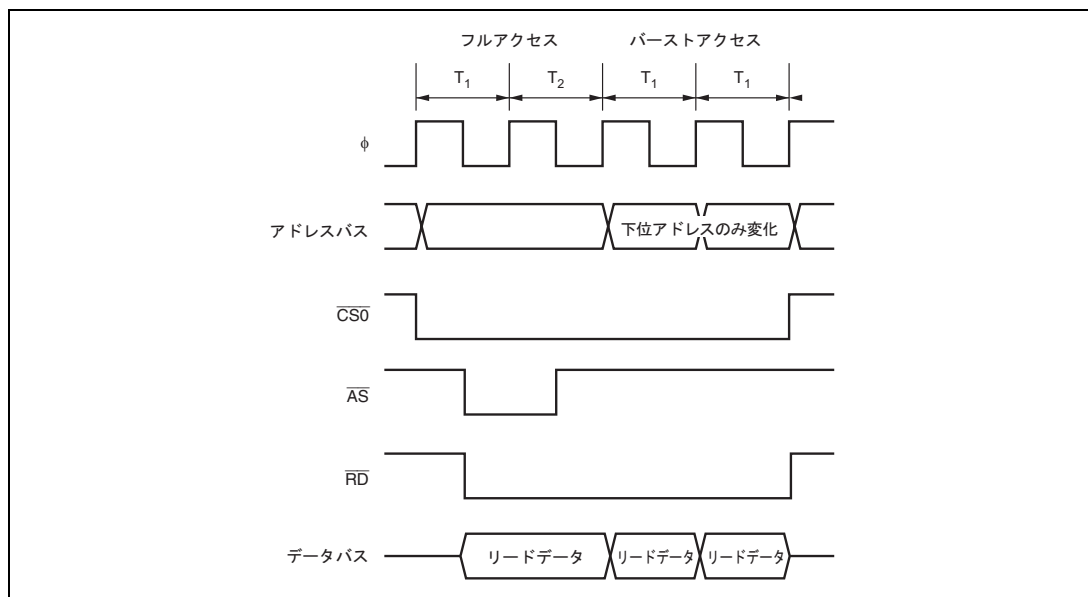 フルアクセス バーストアクセス
T1 T2 T1 T1
φ
アドレスバス 下位アドレスのみ変化
CS0
AS
RD
データバス リードデータ リードデータ リードデータ